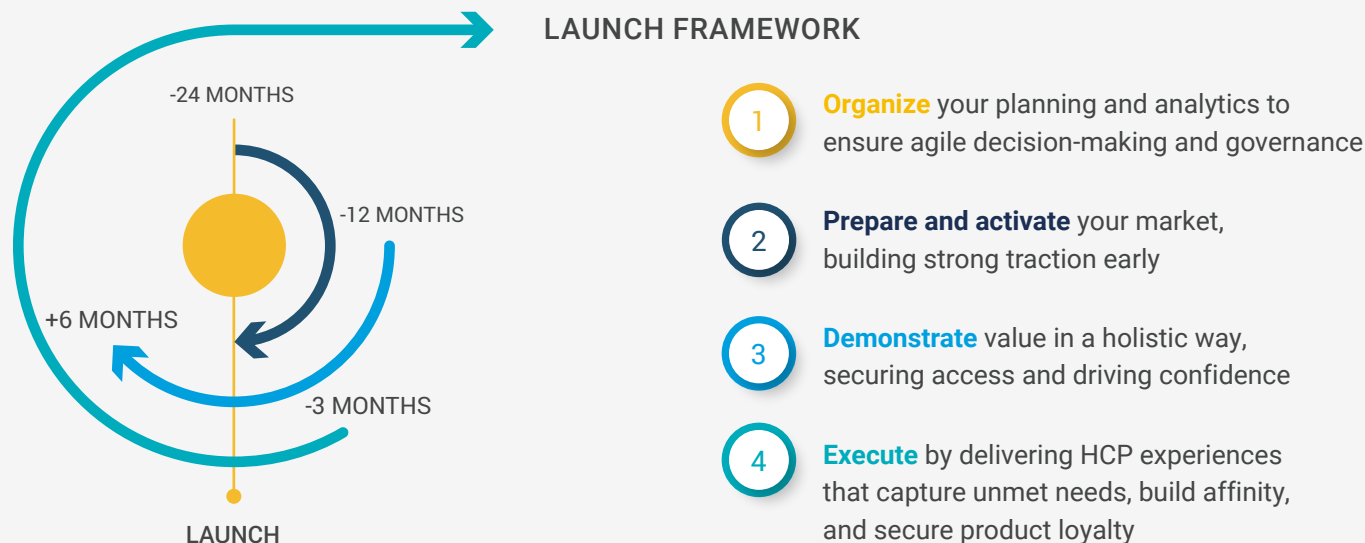 LAUNCH FRAMEWORK
-24 MONTHS
-12 MONTHS
+6 MONTHS
-3 MONTHS
LAUNCH
1
Organize your planning and analytics to
ensure agile decision-making and governance
2
Prepare and activate your market,
building strong traction early
3
Demonstrate value in a holistic way,
securing access and driving confidence
4
Execute by delivering HCP experiences
that capture unmet needs, build affinity,
and secure product loyalty